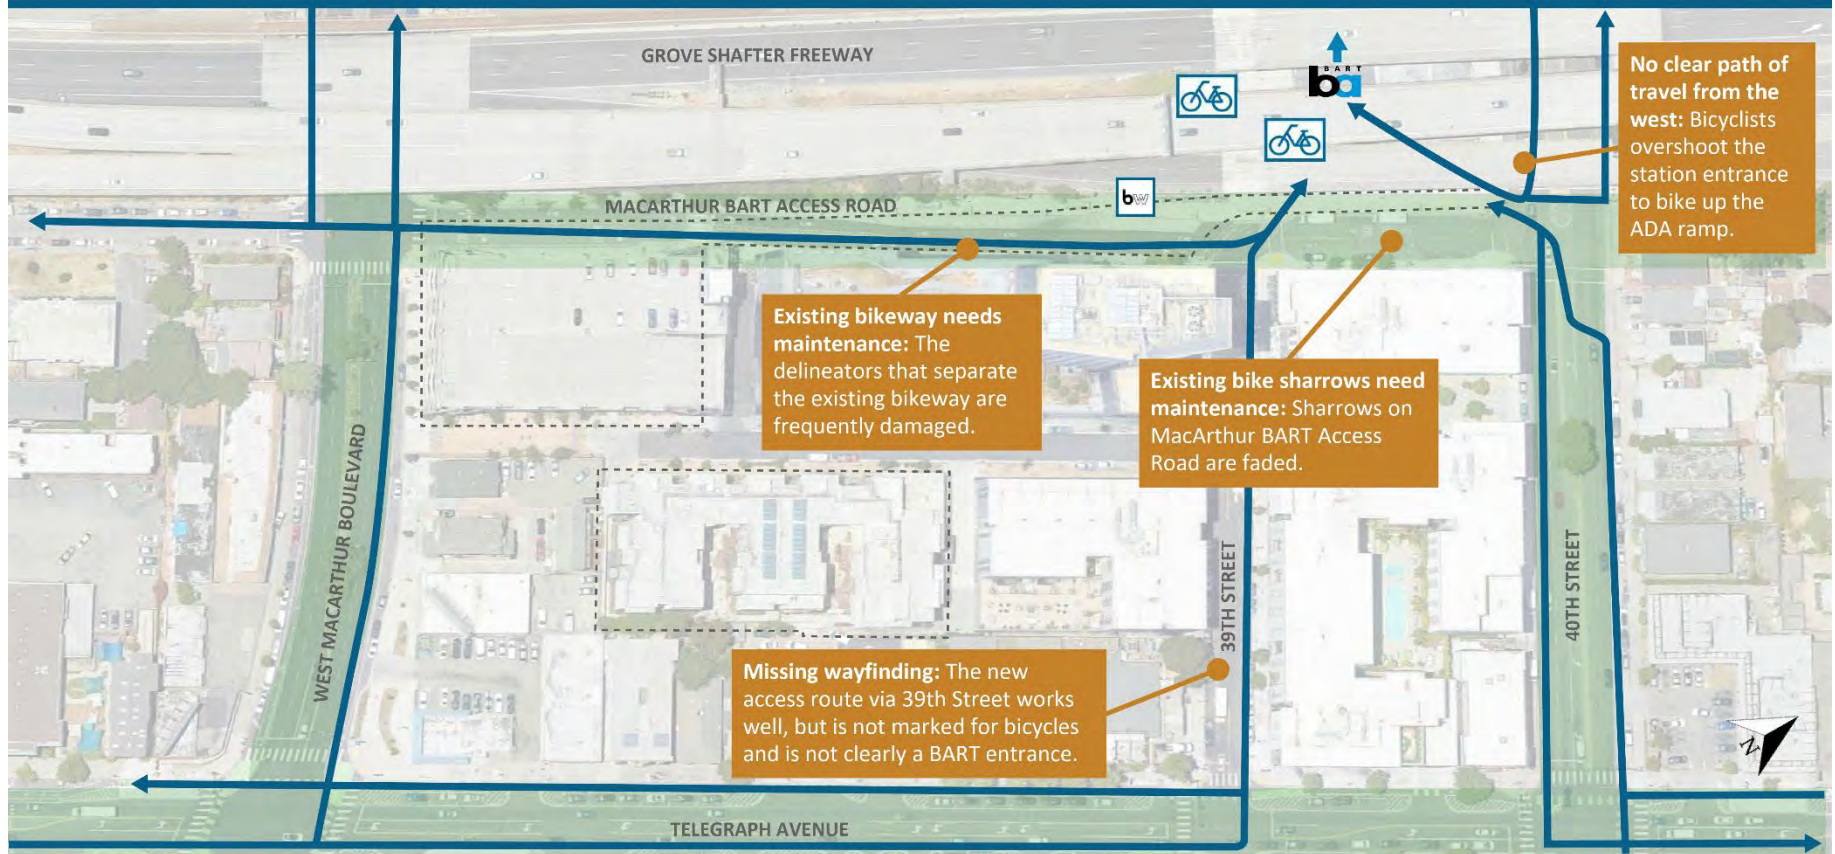 GROVE SHAFTER FREEWAY
BART
ba
No clear path of
travel from the
west: Bicyclists
overshoot the
station entrance
to bike up the
ADA ramp.
bw
MACARTHUR BART ACCESS ROAD
Existing bikeway needs
maintenance: The
delineators that separate
the existing bikeway are
frequently damaged.
Existing bike sharrows need
maintenance: Sharrows on
MacArthur BART Access
Road are faded.
WEST MACARTHUR BOULEVARD
39TH STREET
40TH STREET
Missing wayfinding: The new
access route via 39th Street works
well, but is not marked for bicycles
and is not clearly a BART entrance.
N
TELEGRAPH AVENUE